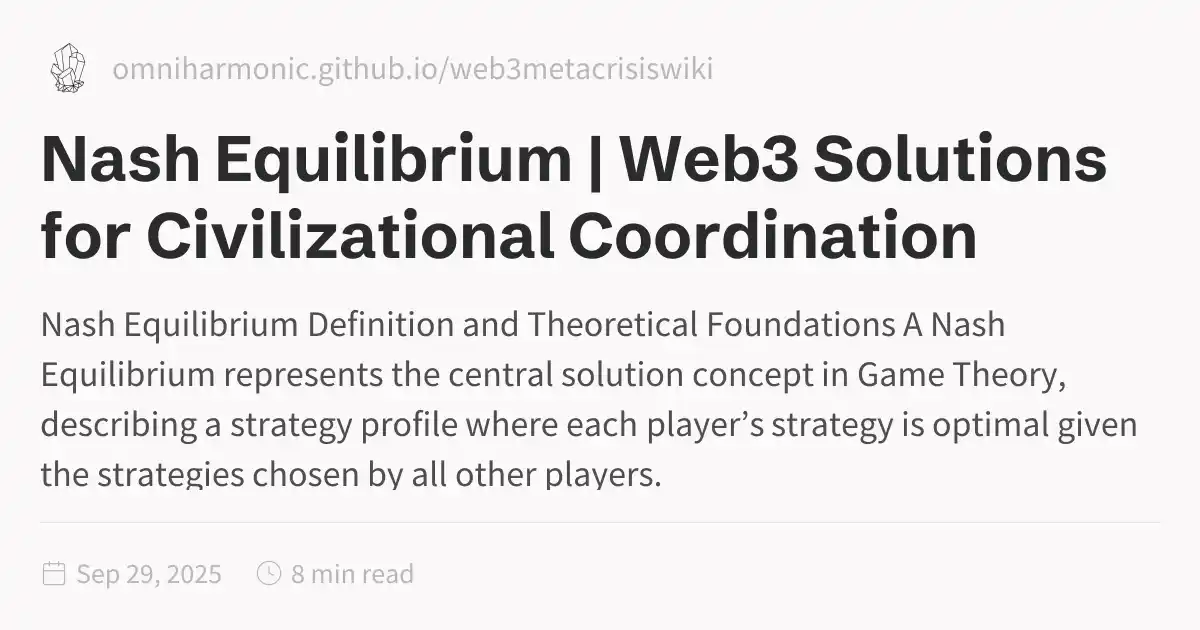 omniharmonic.github.io/web3metacrisiswiki
Nash Equilibrium | Web3 Solutions
for Civilizational Coordination
Nash Equilibrium Definition and Theoretical Foundations A Nash
Equilibrium represents the central solution concept in Game Theory,
describing a strategy profile where each player’s strategy is optimal given
the strategies chosen by all other players.
Sep 29, 2025 8 min read